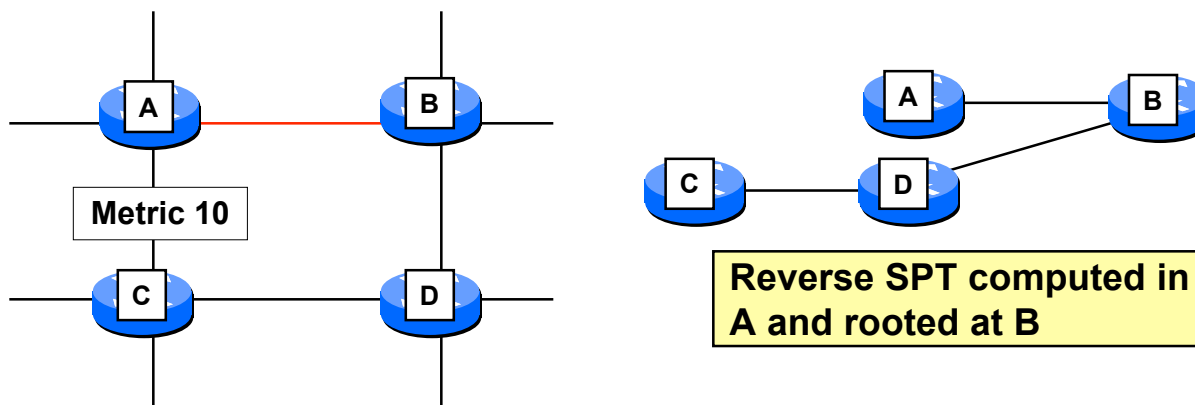 A
B
Metric 10
C
D
A
B
C
D
Reverse SPT computed in
A and rooted at B